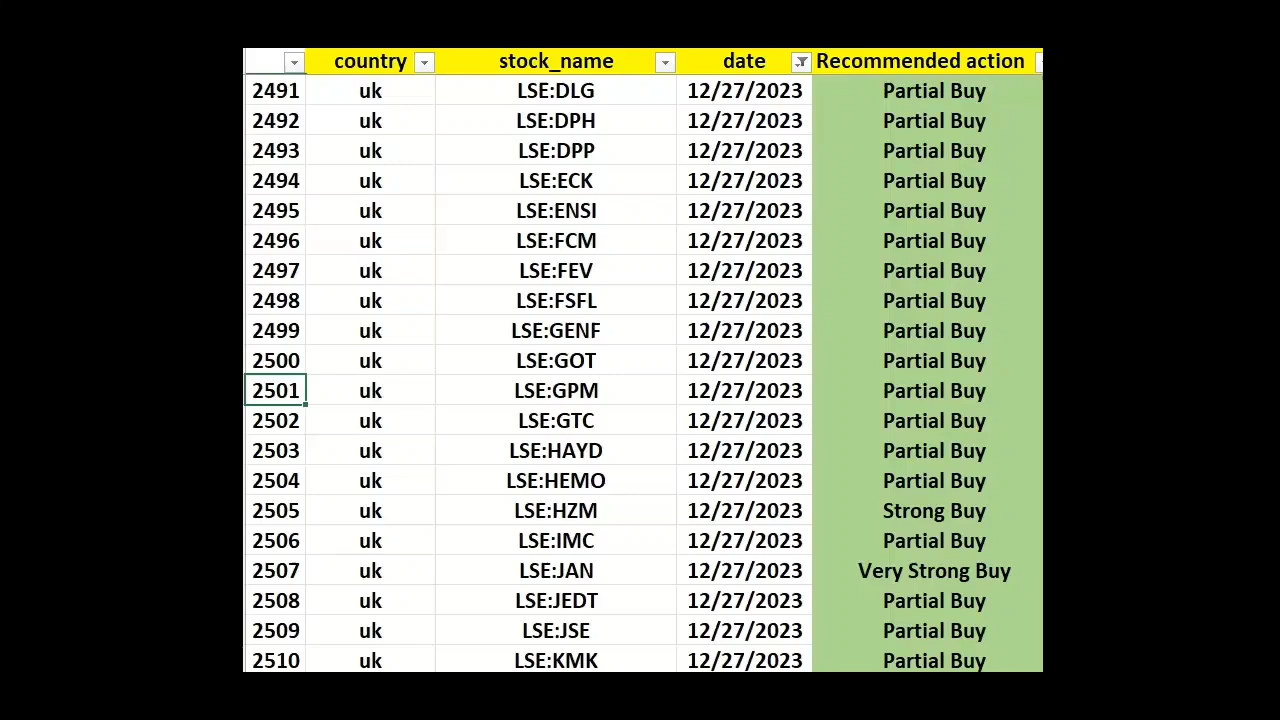 country stock_name date Recommended action
2491 uk LSE:DLG 12/27/2023 Partial Buy
2492 uk LSE:DPH 12/27/2023 Partial Buy
2493 uk LSE:DPP 12/27/2023 Partial Buy
2494 uk LSE:ECK 12/27/2023 Partial Buy
2495 uk LSE:ENSI 12/27/2023 Partial Buy
2496 uk LSE:FCM 12/27/2023 Partial Buy
2497 uk LSE:FEV 12/27/2023 Partial Buy
2498 uk LSE:FSFL 12/27/2023 Partial Buy
2499 uk LSE:GENF 12/27/2023 Partial Buy
2500 uk LSE:GOT 12/27/2023 Partial Buy
2501 uk LSE:GPM 12/27/2023 Partial Buy
2502 uk LSE:GTC 12/27/2023 Partial Buy
2503 uk LSE:HAYD 12/27/2023 Partial Buy
2504 uk LSE:HEMO 12/27/2023 Partial Buy
2505 uk LSE:HZM 12/27/2023 Strong Buy
2506 uk LSE:IMC 12/27/2023 Partial Buy
2507 uk LSE:JAN 12/27/2023 Very Strong Buy
2508 uk LSE:JEDT 12/27/2023 Partial Buy
2509 uk LSE:JSE 12/27/2023 Partial Buy
2510 uk LSE:KMK 12/27/2023 Partial Buy